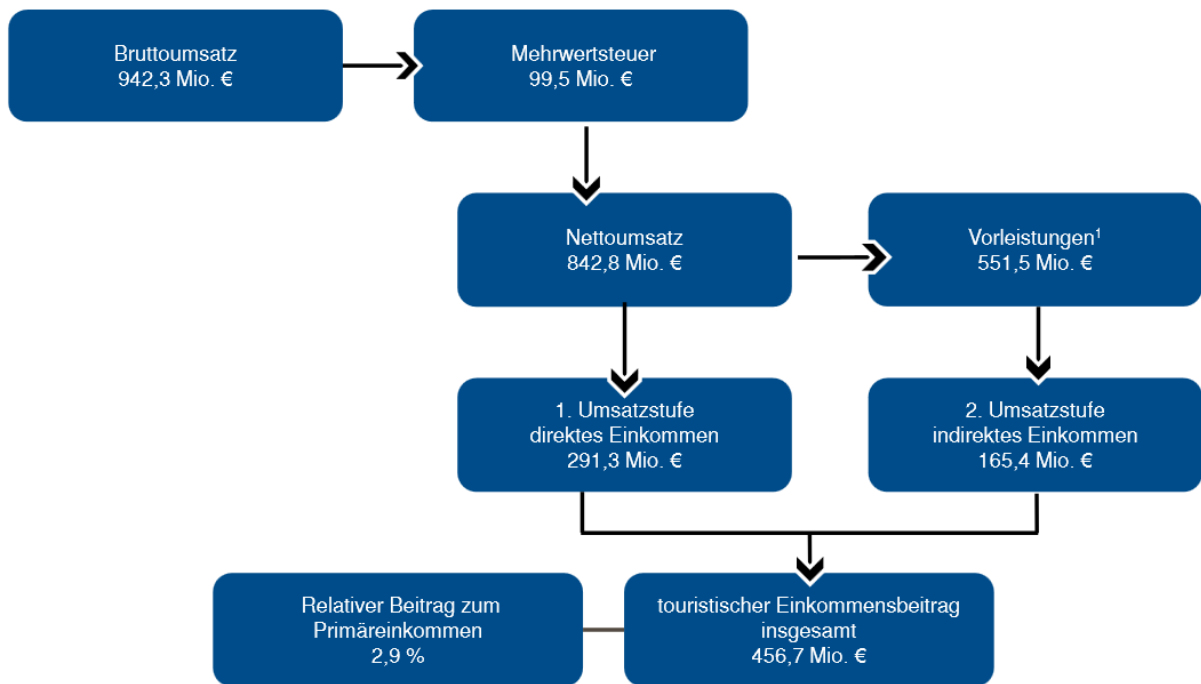 Bruttoumsatz
942,3 Mio. €
Mehrwertsteuer
99,5 Mio. €
Nettoumsatz
842,8 Mio. €
Vorleistungen¹
551,5 Mio. €
1. Umsatzstufe
direktes Einkommen
291,3 Mio. €
2. Umsatzstufe
indirektes Einkommen
165,4 Mio. €
Relativer Beitrag zum
Primäreinkommen
2,9 %
touristischer Einkommensbeitrag
insgesamt
456,7 Mio. €